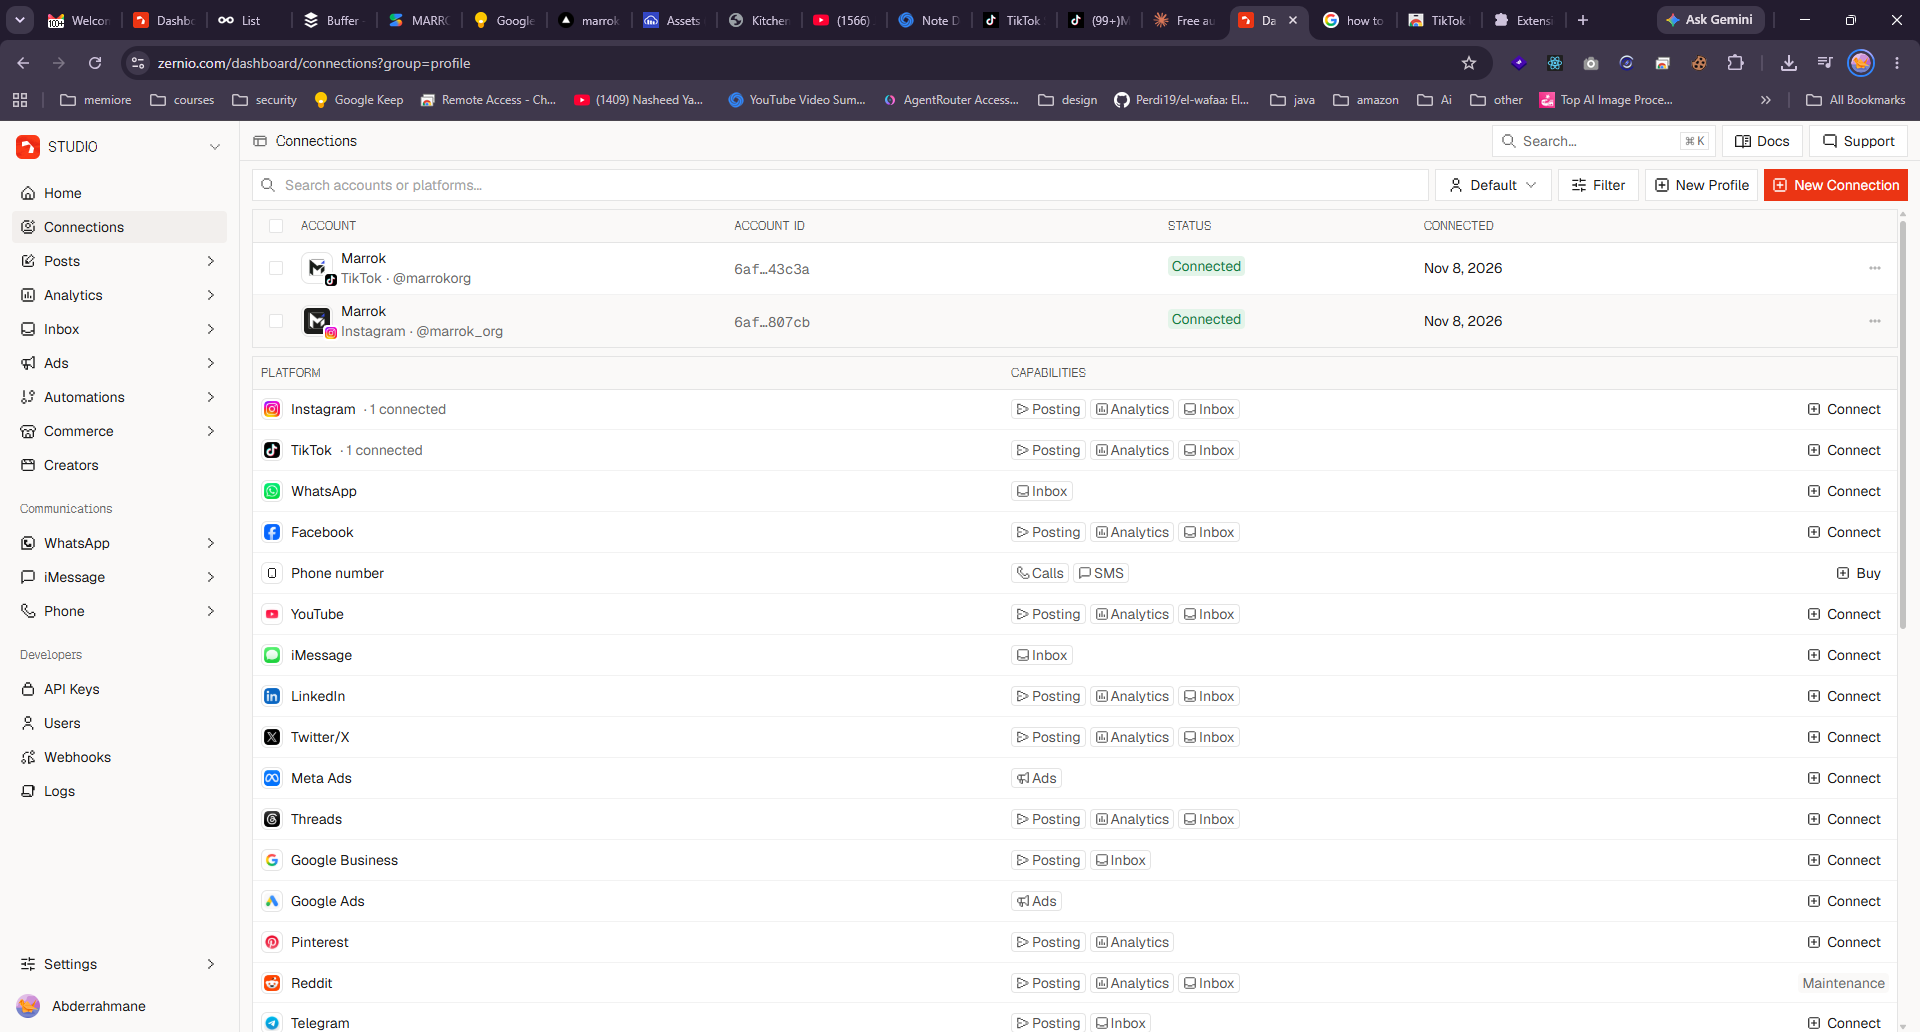 Welcon
Dashbo
List
Buffer
MARRO
Google
marrok
Assets
Kitchen
(1566)
Note D
TikTok
(99+)M
Free au
Da
how to
TikTok
Extensi
Ask Gemini
zernio.com/dashboard/connections?group=profile
memiore
courses
security
Google Keep
Remote Access - Ch...
(1409) Nasheed Ya...
YouTube Video Sum...
AgentRouter Access...
design
Perdi19/el-wafaa: El...
java
amazon
Ai
other
Top AI Image Proce...
All Bookmarks
STUDIO
Connections
Search...
⌘ K
Docs
Support
Home
Connections
Posts
Analytics
Inbox
Ads
Automations
Commerce
Creators
Communications
WhatsApp
iMessage
Phone
Developers
API Keys
Users
Webhooks
Logs
Settings
Abderrahmane
Search accounts or platforms...
Default
Filter
New Profile
New Connection
ACCOUNT ACCOUNT ID STATUS CONNECTED
Marrok
TikTok · @marrokorg
6af…43c3a
Connected
Nov 8, 2026
Marrok
Instagram · @marrok_org
6af…807cb
Connected
Nov 8, 2026
PLATFORM CAPABILITIES
Instagram · 1 connected Posting Analytics Inbox Connect
TikTok · 1 connected Posting Analytics Inbox Connect
WhatsApp Inbox Connect
Facebook Posting Analytics Inbox Connect
Phone number Calls SMS Buy
YouTube Posting Analytics Inbox Connect
iMessage Inbox Connect
LinkedIn Posting Analytics Inbox Connect
Twitter/X Posting Analytics Inbox Connect
Meta Ads Ads Connect
Threads Posting Analytics Inbox Connect
Google Business Posting Inbox Connect
Google Ads Ads Connect
Pinterest Posting Analytics Connect
Reddit Posting Analytics Inbox Maintenance
Telegram Posting Inbox Connect